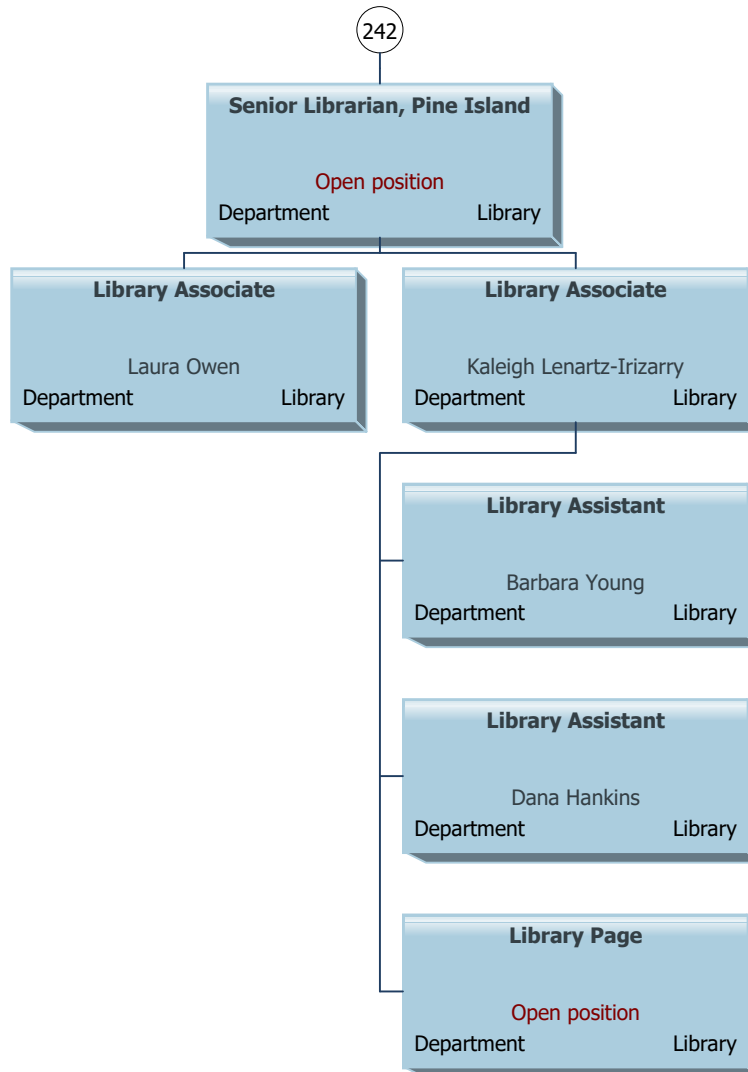 242
Senior Librarian, Pine Island
Open position
Department Library
Library Associate
Laura Owen
Department Library
Library Associate
Kaleigh Lenartz-Irizarry
Department Library
Library Assistant
Barbara Young
Department Library
Library Assistant
Dana Hankins
Department Library
Library Page
Open position
Department Library